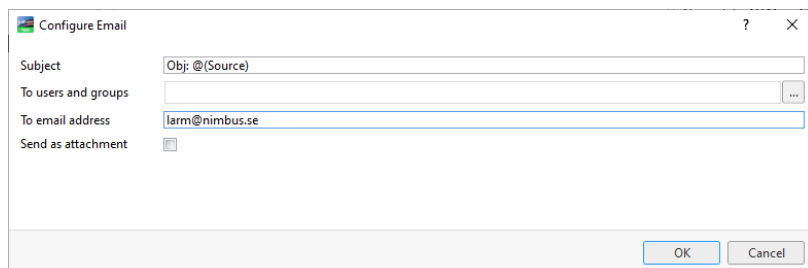 Configure Email
?
Subject Obj: @(Source)
To users and groups ...
To email address larm@nimbus.se
Send as attachment
OK Cancel